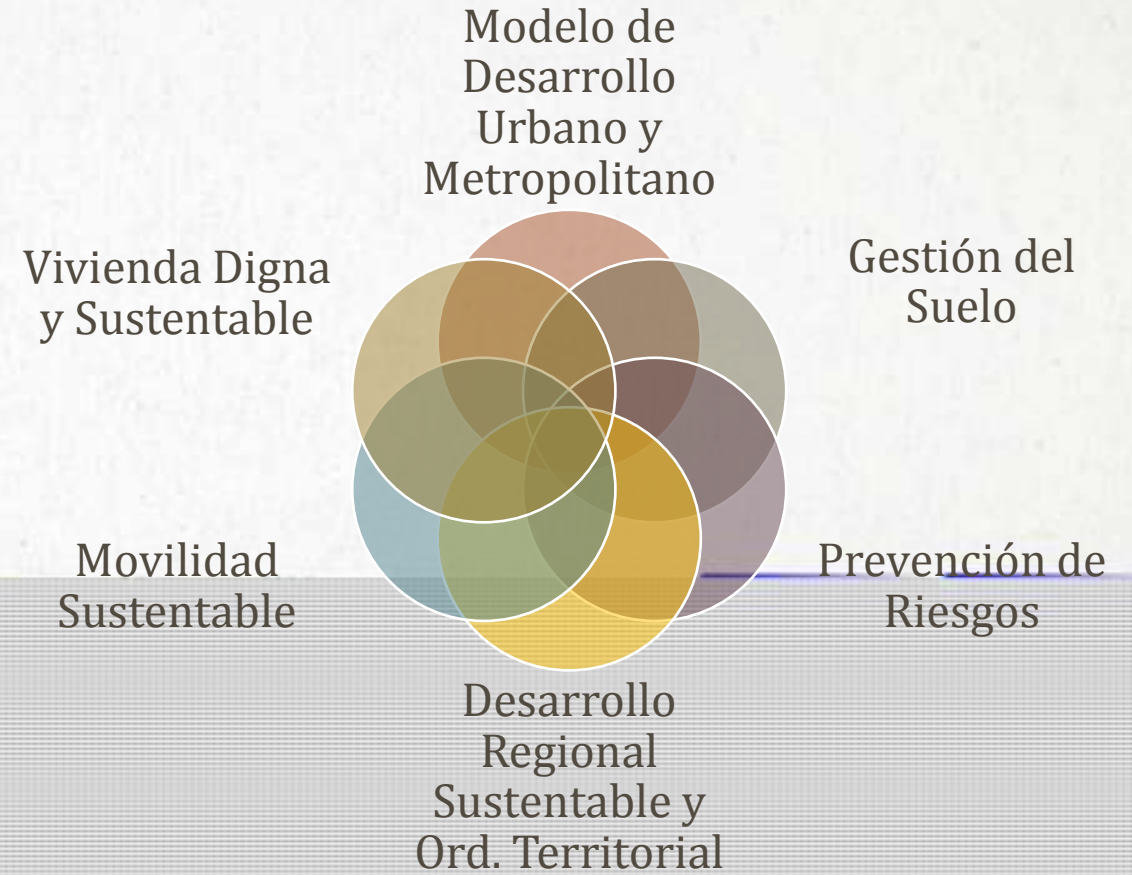 Modelo de
Desarrollo
Urbano y
Metropolitano
Gestión del
Suelo
Prevención de
Riesgos
Desarrollo
Regional
Sustentable y
Ord. Territorial
Movilidad
Sustentable
Vivienda Digna
y Sustentable